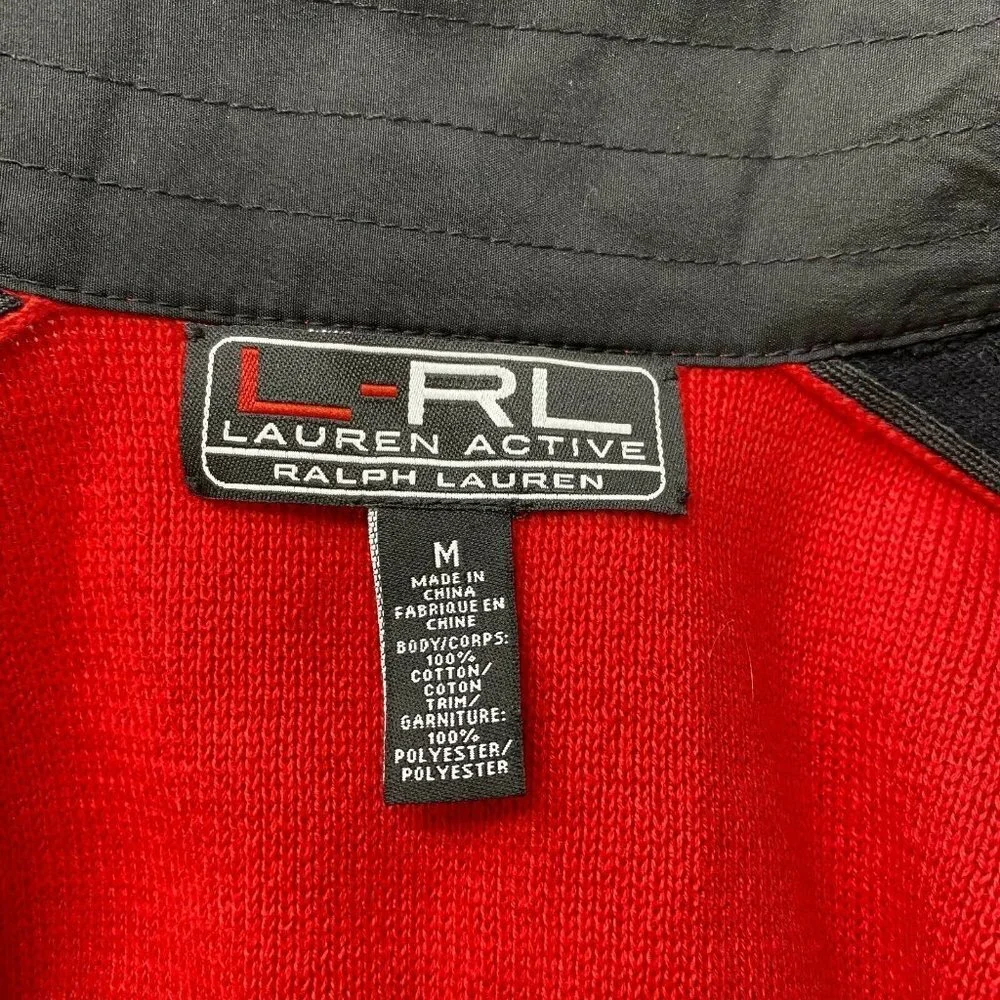 L-RL
LAUREN ACTIVE
RALPH LAUREN
M
MADE IN
CHINA
FABRIQUE EN
CHINE
BODY/CORPS:
100%
COTTON/
COTON
TRIM/
GARNITURE:
100%
POLYESTER/
POLYESTER